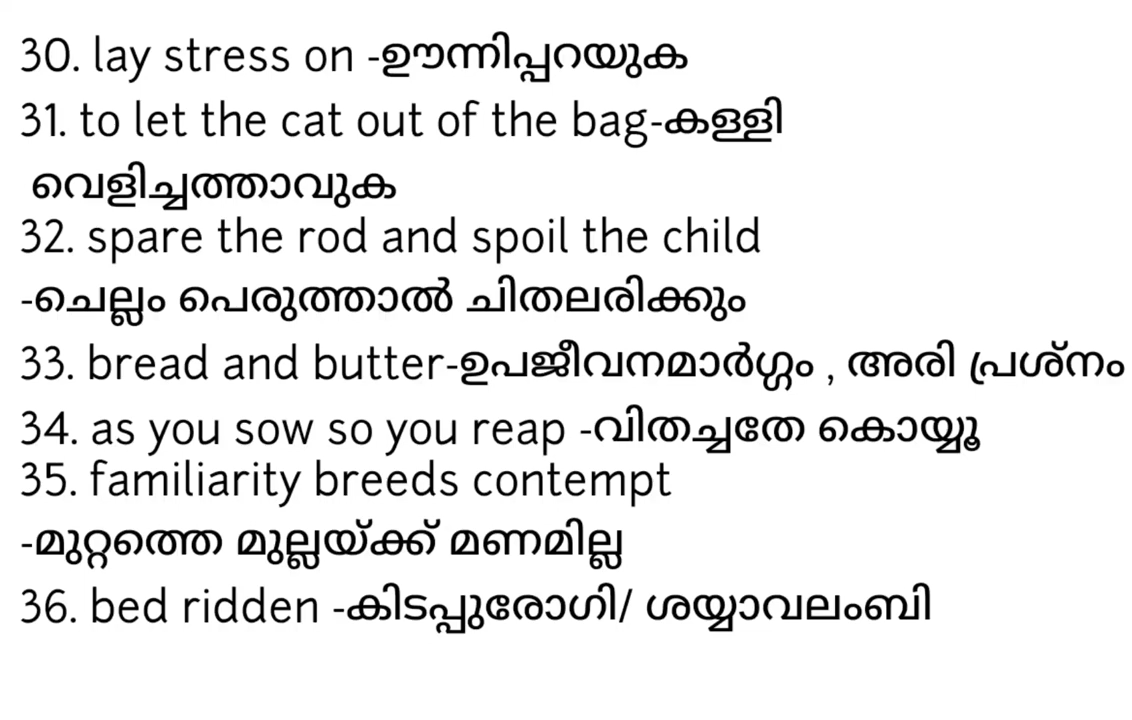 30. lay stress on -ഊന്നിപ്പറയുക
31. to let the cat out of the bag-കള്ളി
വെളിച്ചത്താവുക
32. spare the rod and spoil the child
-ചെല്ലം പെരുത്താൽ ചിതലരിക്കും
33. bread and butter-ഉപജീവനമാർഗ്ഗം , അരി പ്രശ്നം
34. as you sow so you reap -വിതച്ചതേ കൊയ്യൂ
35. familiarity breeds contempt
-മുറ്റത്തെ മുല്ലയ്ക്ക് മണമില്ല
36. bed ridden -കിടപ്പുരോഗി/ ശയ്യാവലംബി